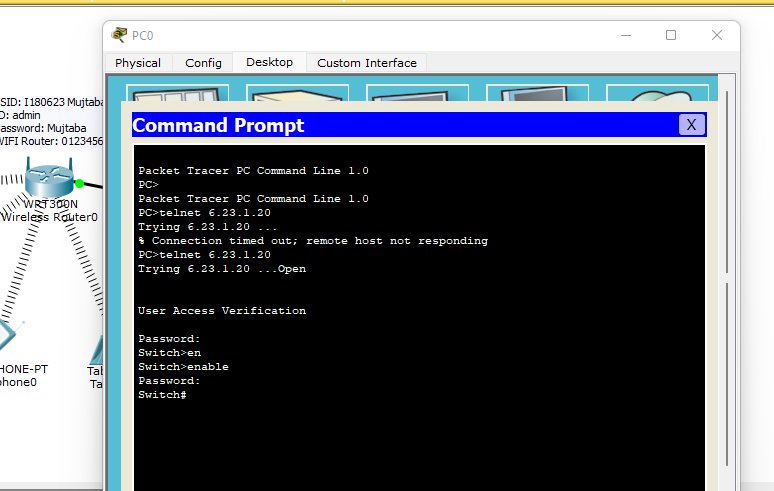 PC0
Physical Config Desktop Custom Interface
SID: I180623 Mujtaba
D: admin
assword: Mujtaba
WIFI Router: 0123456
WRT300N
Wireless Router0
HONE-PT
phone0
Tab
Ta
Command Prompt
X
Packet Tracer PC Command Line 1.0
PC>
Packet Tracer PC Command Line 1.0
PC>telnet 6.23.1.20
Trying 6.23.1.20 ...
% Connection timed out; remote host not responding
PC>telnet 6.23.1.20
Trying 6.23.1.20 ...Open
User Access Verification
Password:
Switch>en
Switch>enable
Password:
Switch#